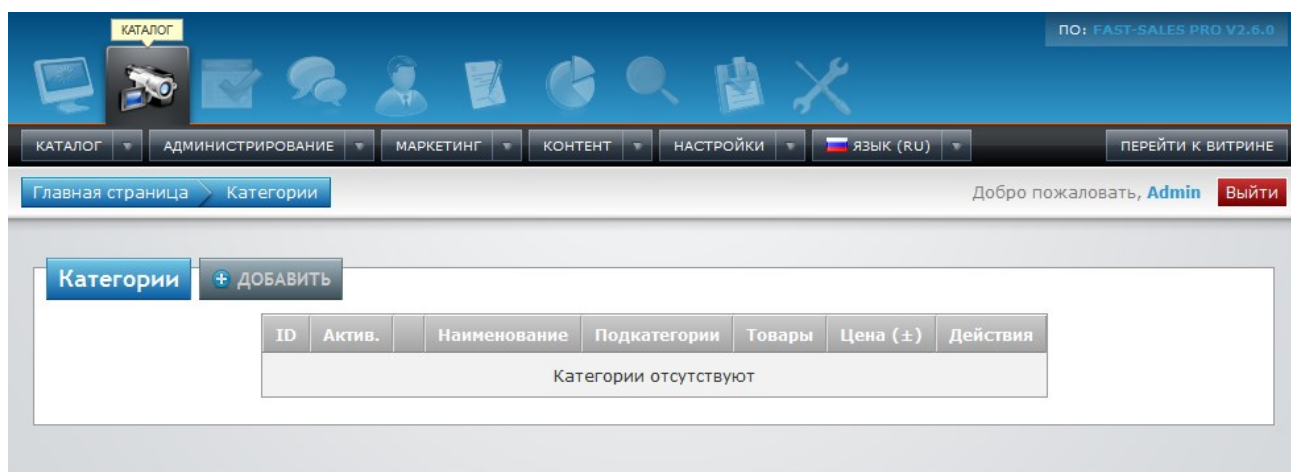 КАТАЛОГ
ПО: FAST-SALES PRO V2.6.0
КАТАЛОГ АДМИНИСТРИРОВАНИЕ МАРКЕТИНГ КОНТЕНТ НАСТРОЙКИ ЯЗЫК (RU) ПЕРЕЙТИ К ВИТРИНЕ
Главная страница Категории Добро пожаловать, Admin Выйти
Категории ДОБАВИТЬ
ID Актив. Наименование Подкатегории Товары Цена (±) Действия
Категории отсутствуют